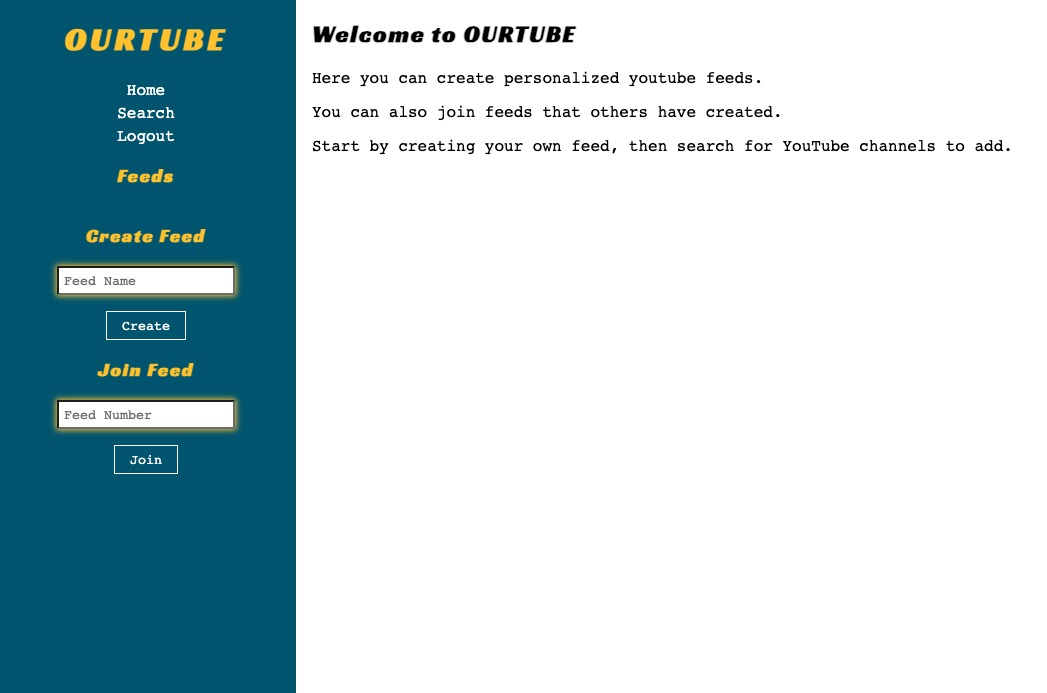 OURTUBE
Home
Search
Logout
Feeds
Create Feed
Feed Name
Create
Join Feed
Feed Number
Join
Welcome to OURTUBE
Here you can create personalized youtube feeds.
You can also join feeds that others have created.
Start by creating your own feed, then search for YouTube channels to add.